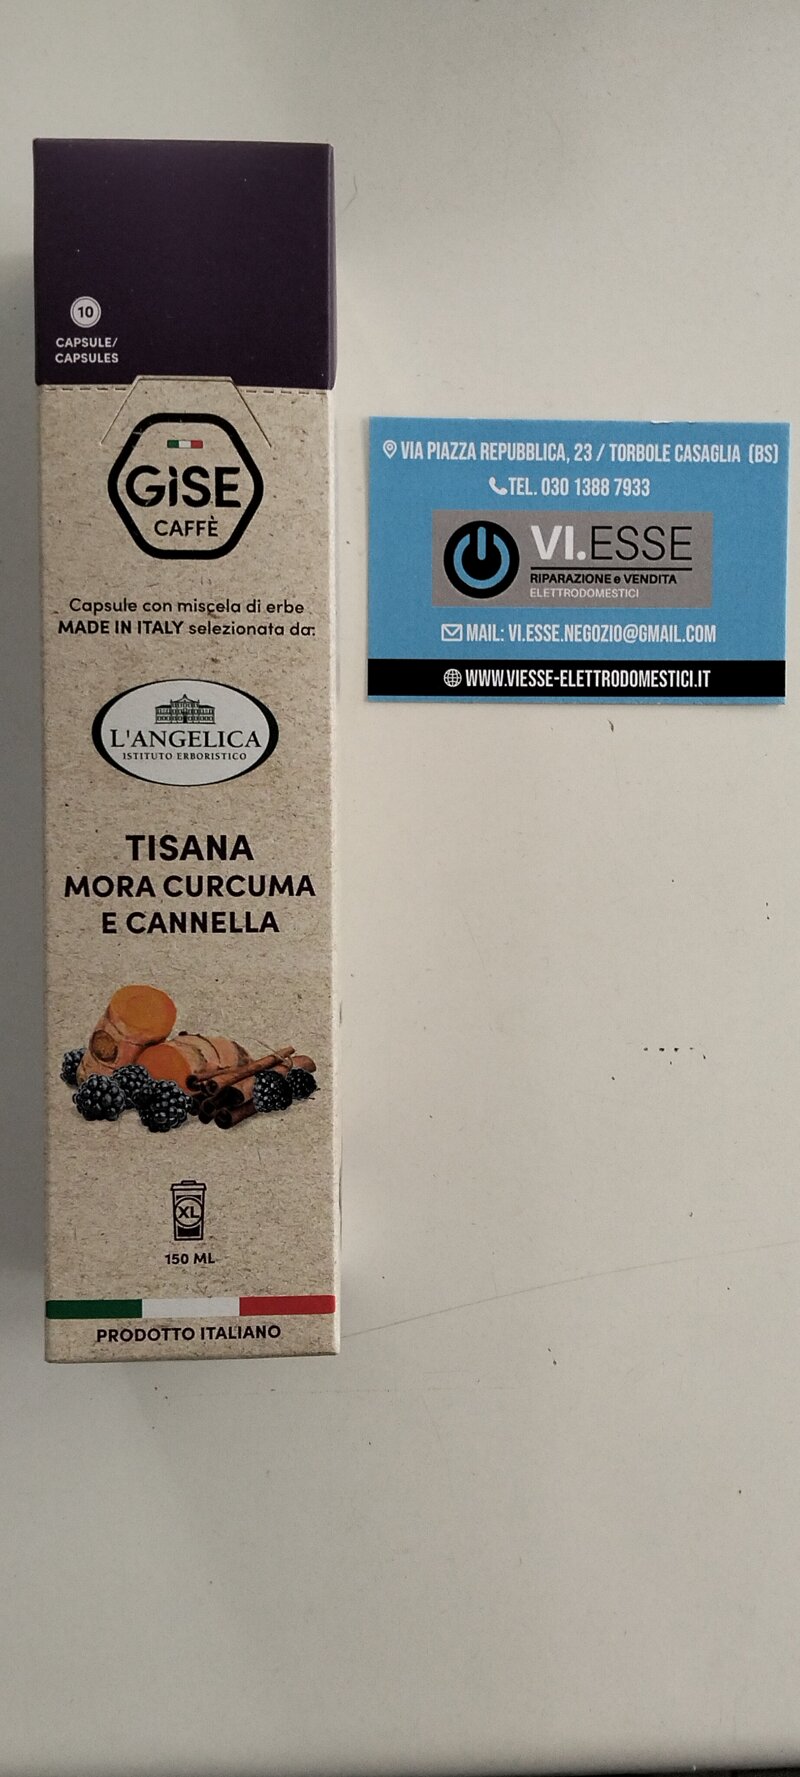 10
CAPSULE/
CAPSULES
GiSE
CAFFÈ
Capsule con miscela di erbe
MADE IN ITALY selezionata da:
L'ANGELICA
ISTITUTO ERBORISTICO
TISANA
MORA CURCUMA
E CANNELLA
XL
150 ML
PRODOTTO ITALIANO
VIA PIAZZA REPUBBLICA, 23 / TORBOLE CASAGLIA (BS)
TEL. 030 1388 7933
VI.ESSE
RIPARAZIONE e VENDITA
ELETTRODOMESTICI
MAIL: VI.ESSE.NEGOZIO@GMAIL.COM
WWW.VIESSE-ELETTRODOMESTICI.IT